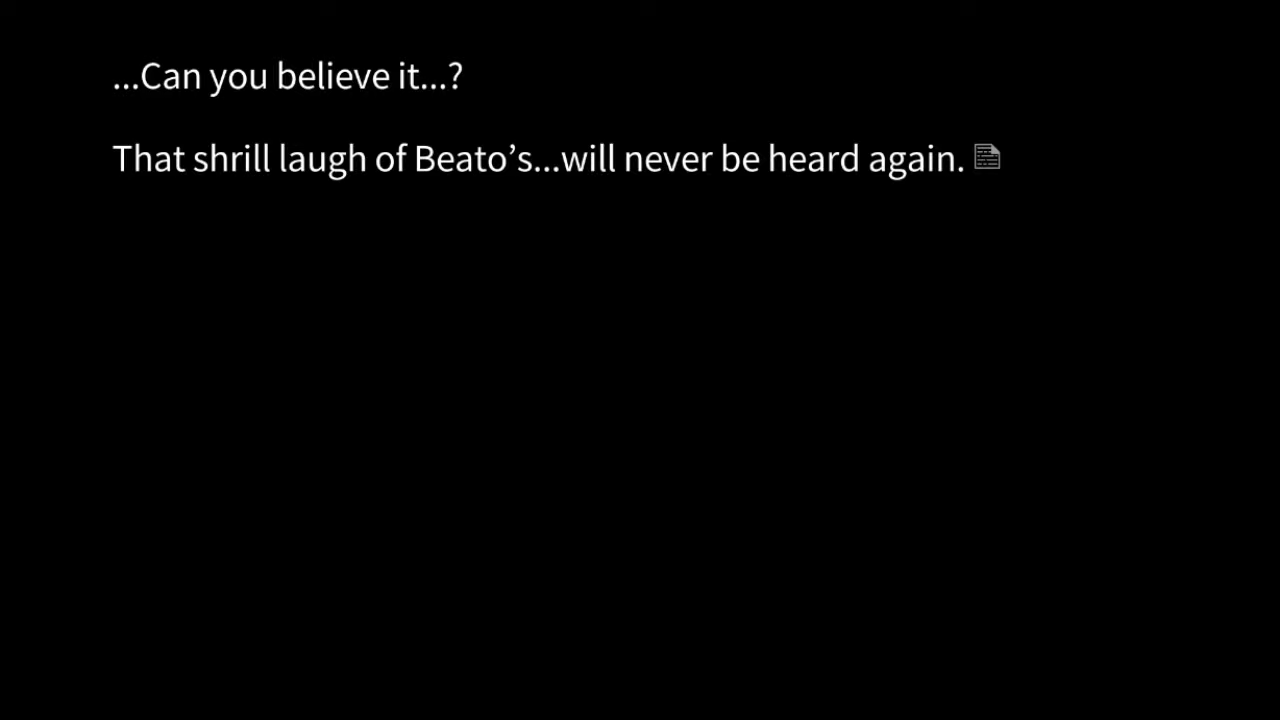 ...Can you believe it...?
That shrill laugh of Beato’s...will never be heard again.